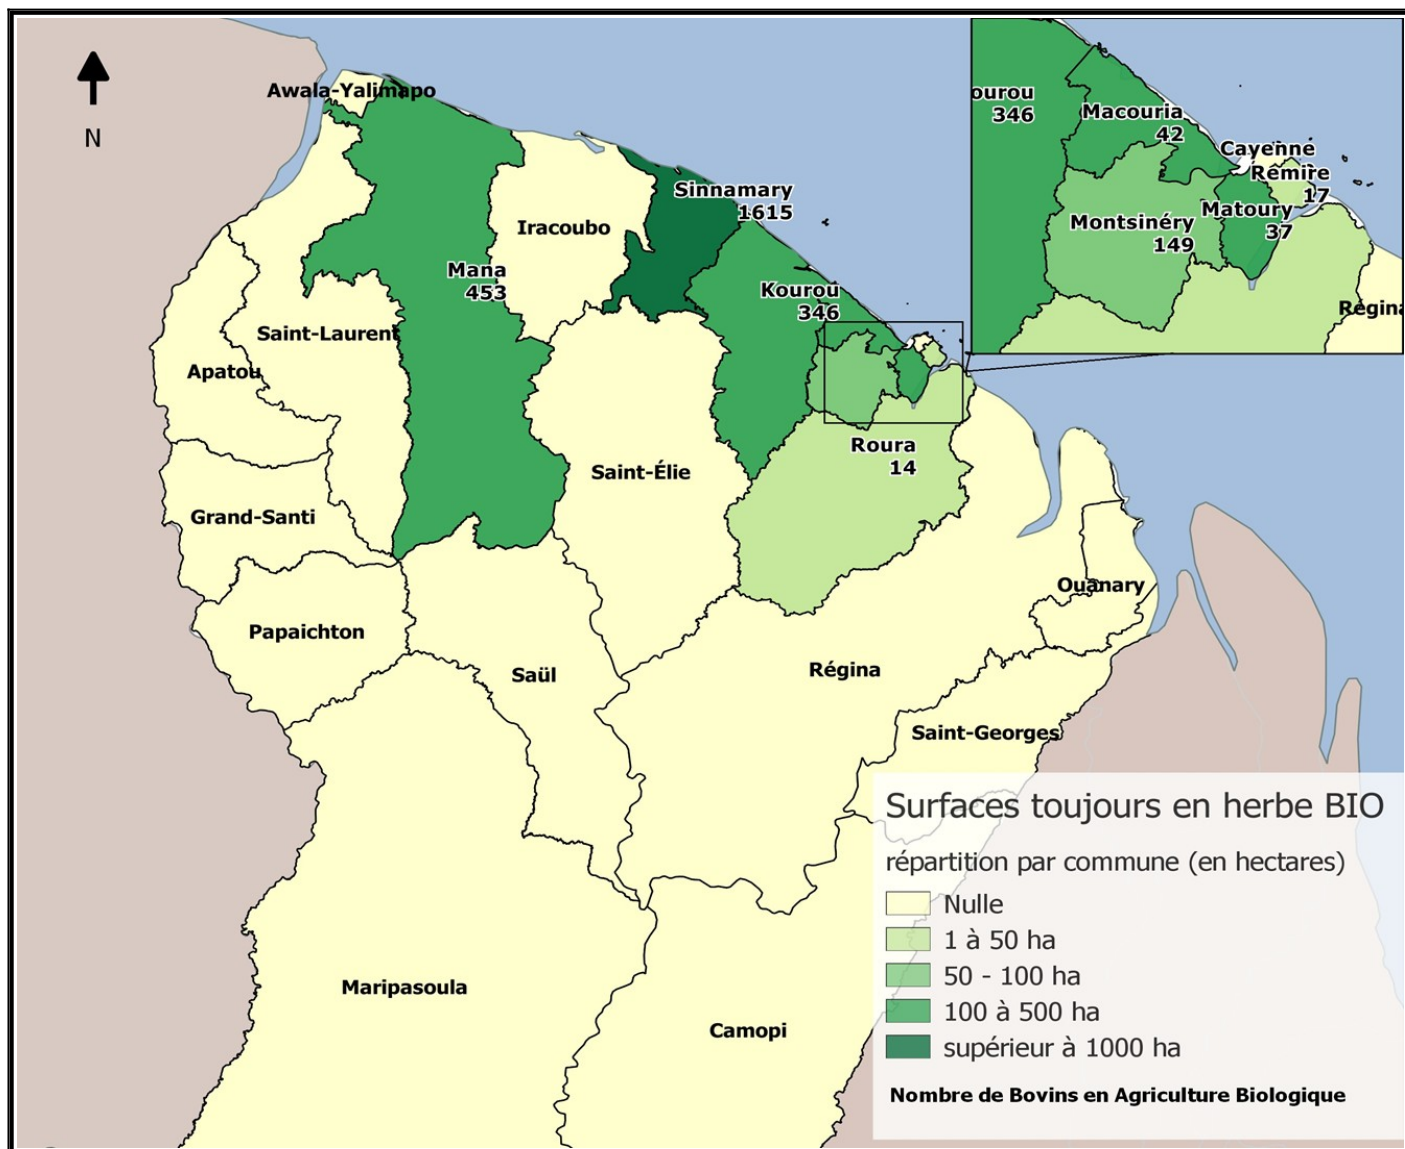 N
Awala-Yalimapo
Sinnamary
1615
Iracoubo
Mana
453
Kourou
346
Saint-Laurent
Apatou
Roura
14
Saint-Élie
Grand-Santi
Ouanary
Papaichton
Saül
Régina
Saint-Georges
Maripasoula
Camopi
ourou
346
Macouria
42
Cayenne
Rémire
17
Montsinéry
149
Matoury
37
Régina
Surfaces toujours en herbe BIO
répartition par commune (en hectares)
Nulle
1 à 50 ha
50 - 100 ha
100 à 500 ha
supérieur à 1000 ha
Nombre de Bovins en Agriculture Biologique